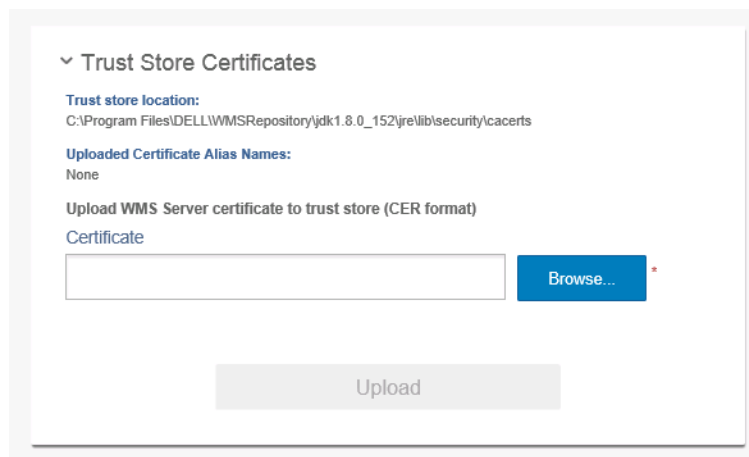 Trust Store Certificates
Trust store location:
C:\Program Files\DELL\WMSRepository\jdk1.8.0_152\jre\lib\security\cacerts
Uploaded Certificate Alias Names:
None
Upload WMS Server certificate to trust store (CER format)
Certificate
Browse... *
Upload